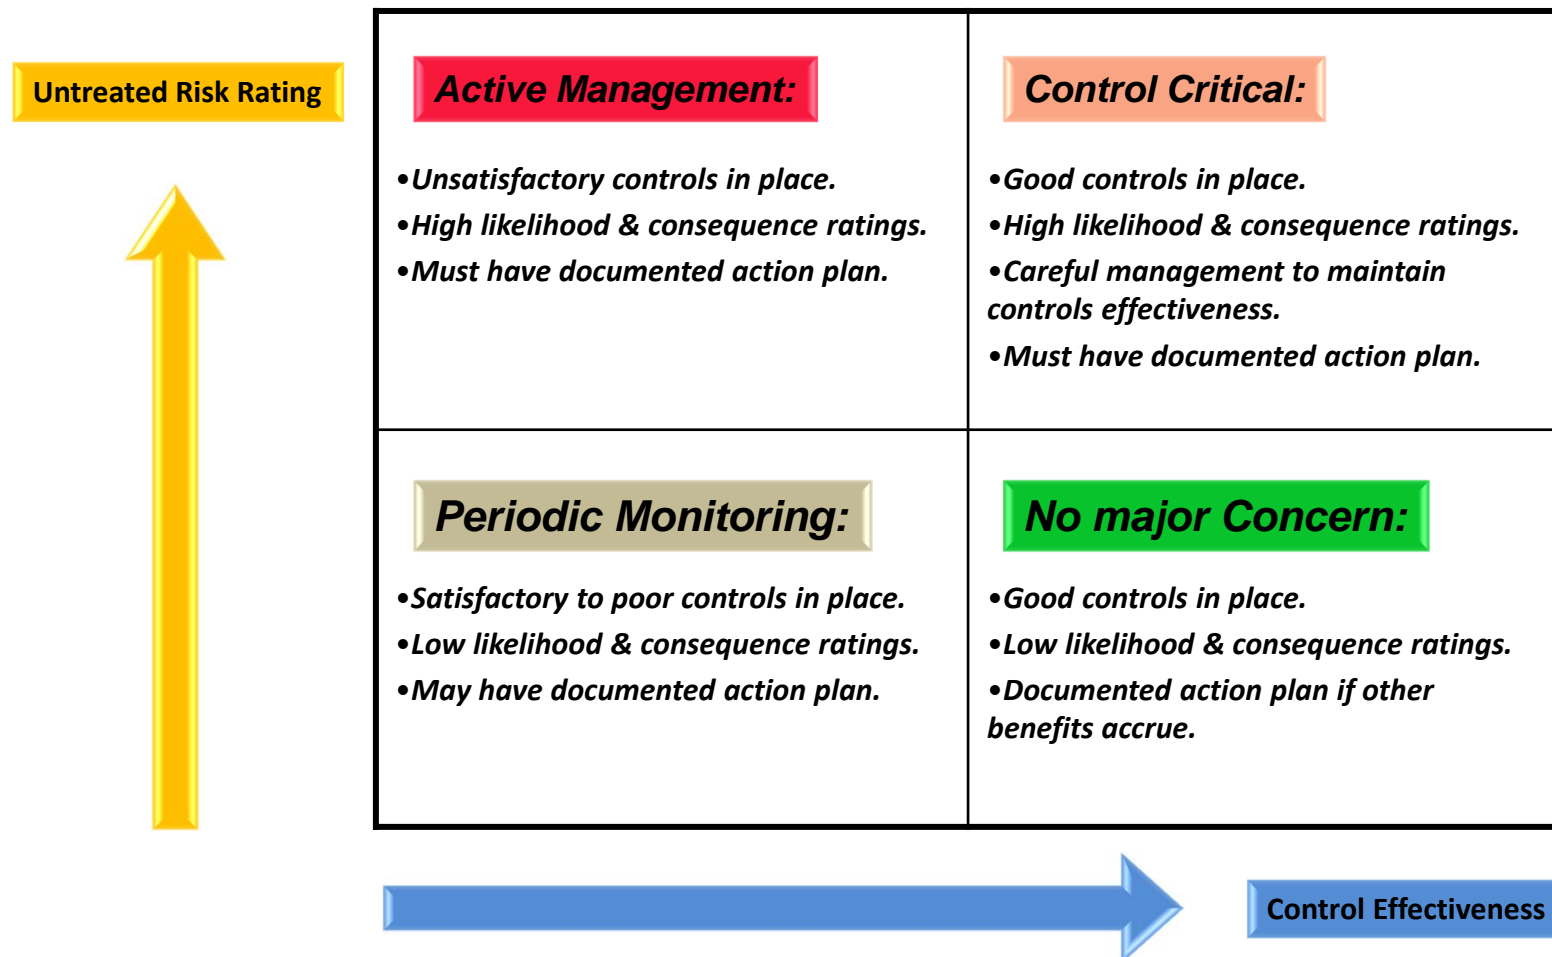 Untreated Risk Rating
Active Management:
•Unsatisfactory controls in place.
•High likelihood & consequence ratings.
•Must have documented action plan.
Control Critical:
•Good controls in place.
•High likelihood & consequence ratings.
•Careful management to maintain
controls effectiveness.
•Must have documented action plan.
Periodic Monitoring:
•Satisfactory to poor controls in place.
•Low likelihood & consequence ratings.
•May have documented action plan.
No major Concern:
•Good controls in place.
•Low likelihood & consequence ratings.
•Documented action plan if other
benefits accrue.
Control Effectiveness